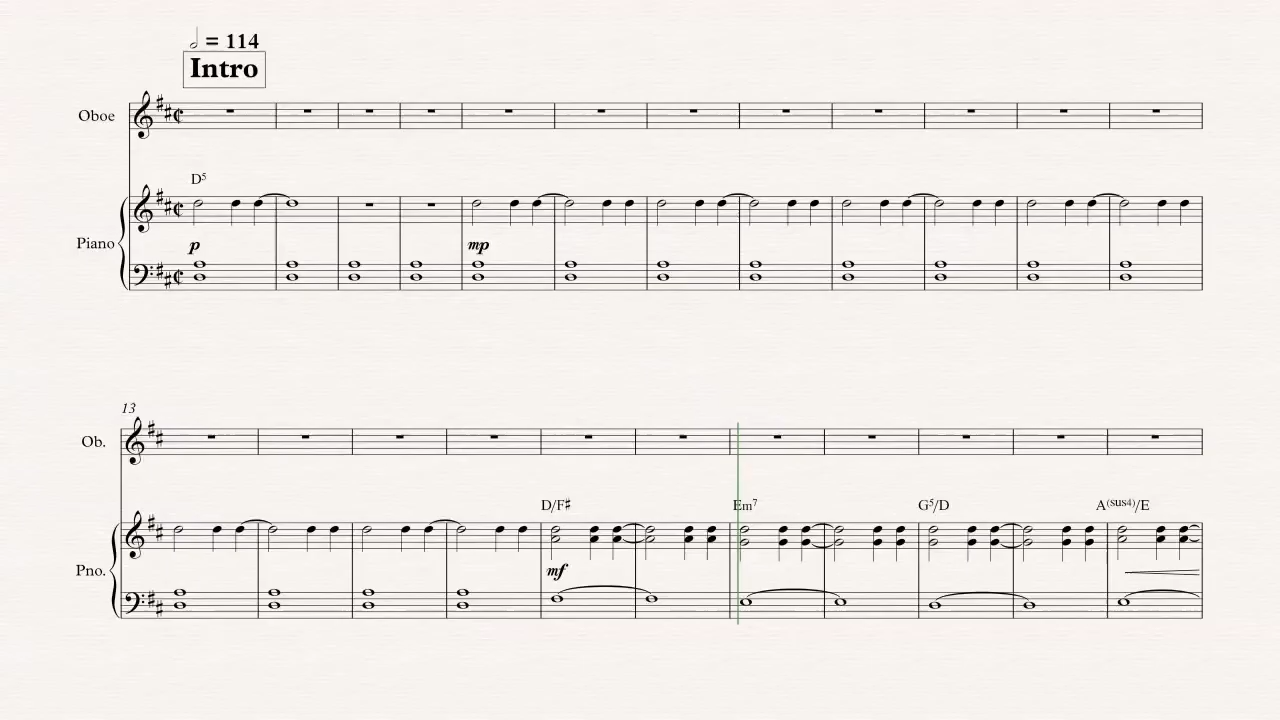 𝅗𝅥 = 114
Intro
Oboe
D5
Piano
p
mp
13
Ob.
D/F♯
Em7
G5/D
A(sus4)/E
Pno.
mf